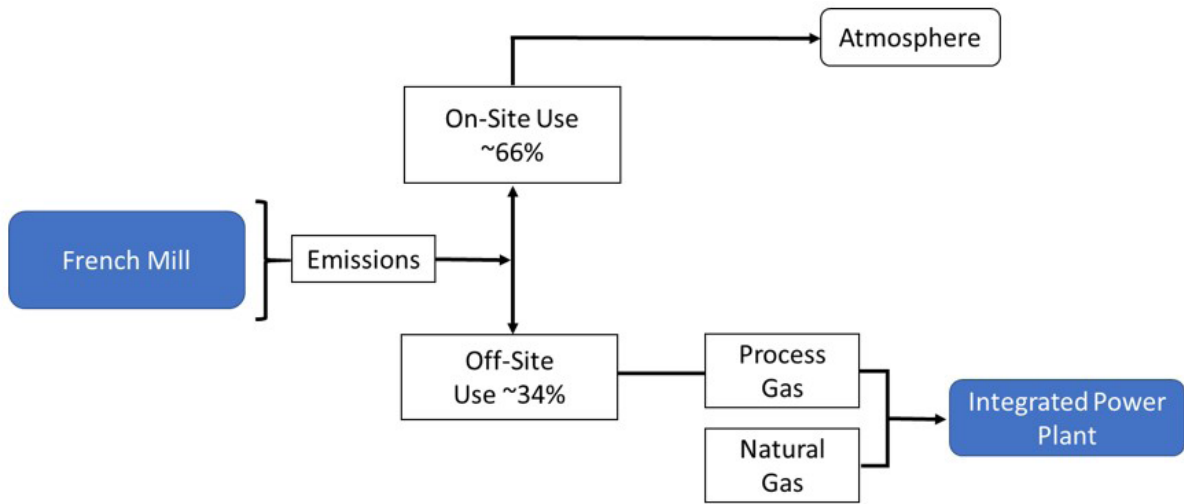 Atmosphere
On-Site Use
~66%
French Mill
Emissions
Off-Site
Use ~34%
Process
Gas
Integrated Power
Plant
Natural
Gas